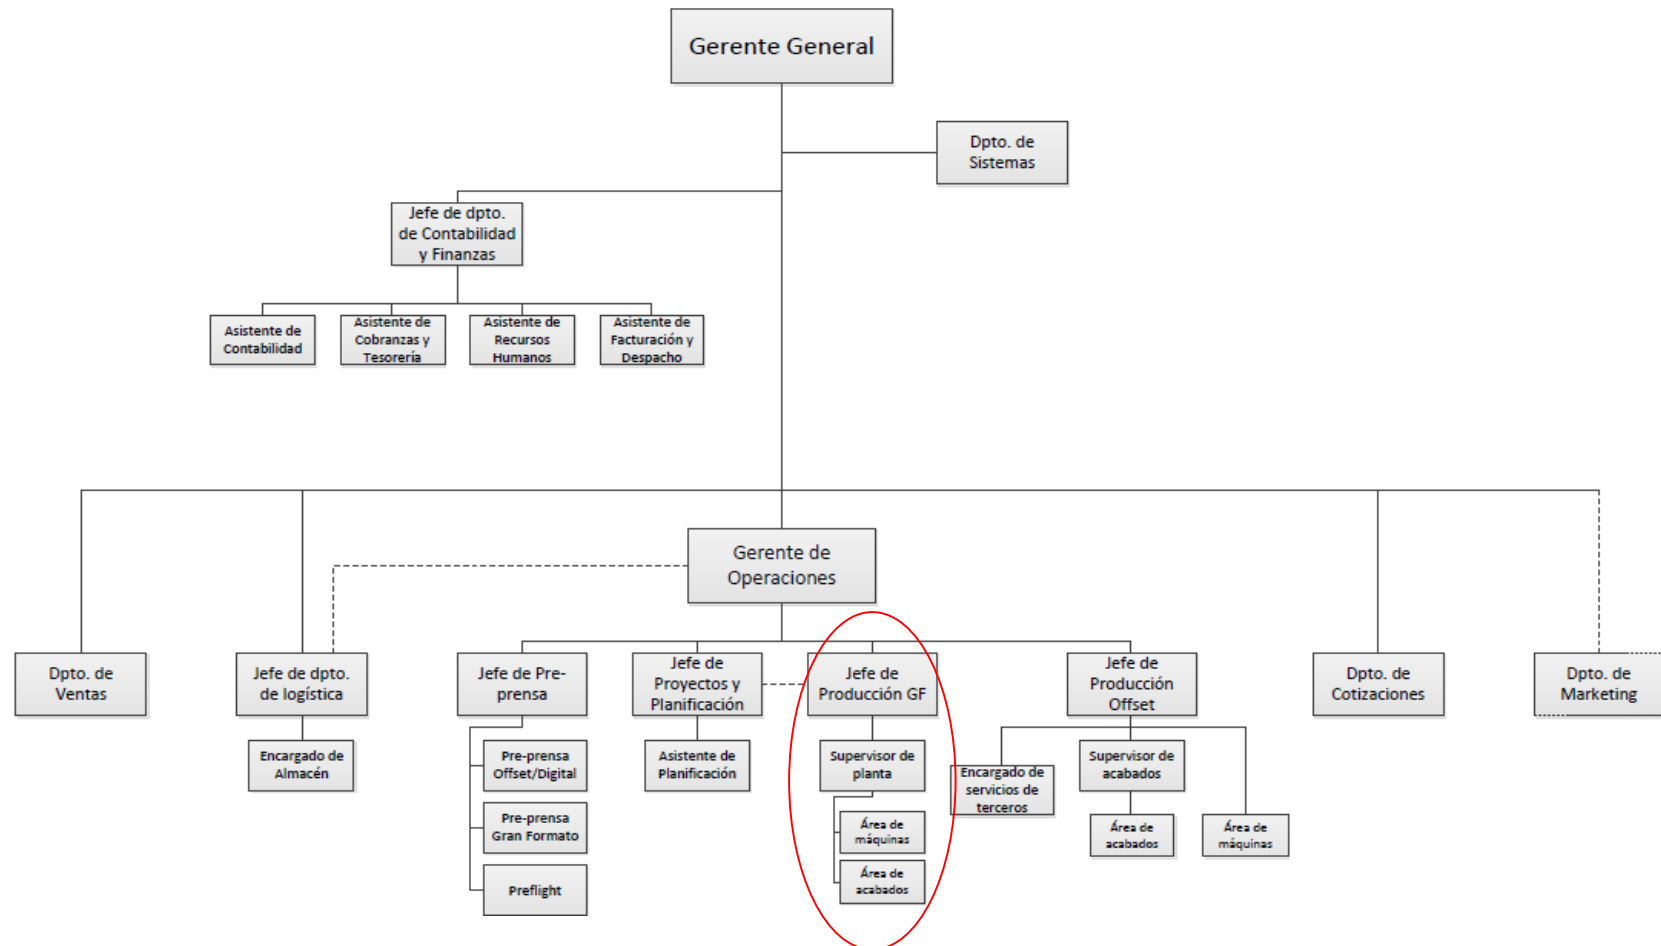 Gerente General
Dpto. de
Sistemas
Jefe de dpto.
de Contabilidad
y Finanzas
Asistente de
Contabilidad
Asistente de
Cobranzas y
Tesorería
Asistente de
Recursos
Humanos
Asistente de
Facturación y
Despacho
Gerente de
Operaciones
Dpto. de
Ventas
Jefe de dpto.
de logística
Jefe de Pre-
prensa
Jefe de
Proyectos y
Planificación
Jefe de
Producción GF
Jefe de
Producción
Offset
Dpto. de
Cotizaciones
Dpto. de
Marketing
Encargado de
Almacén
Pre-prensa
Offset/Digital
Pre-prensa
Gran Formato
Preflight
Asistente de
Planificación
Supervisor de
planta
Área de
máquinas
Área de
acabados
Encargado de
servicios de
terceros
Supervisor de
acabados
Área de
acabados
Área de
máquinas